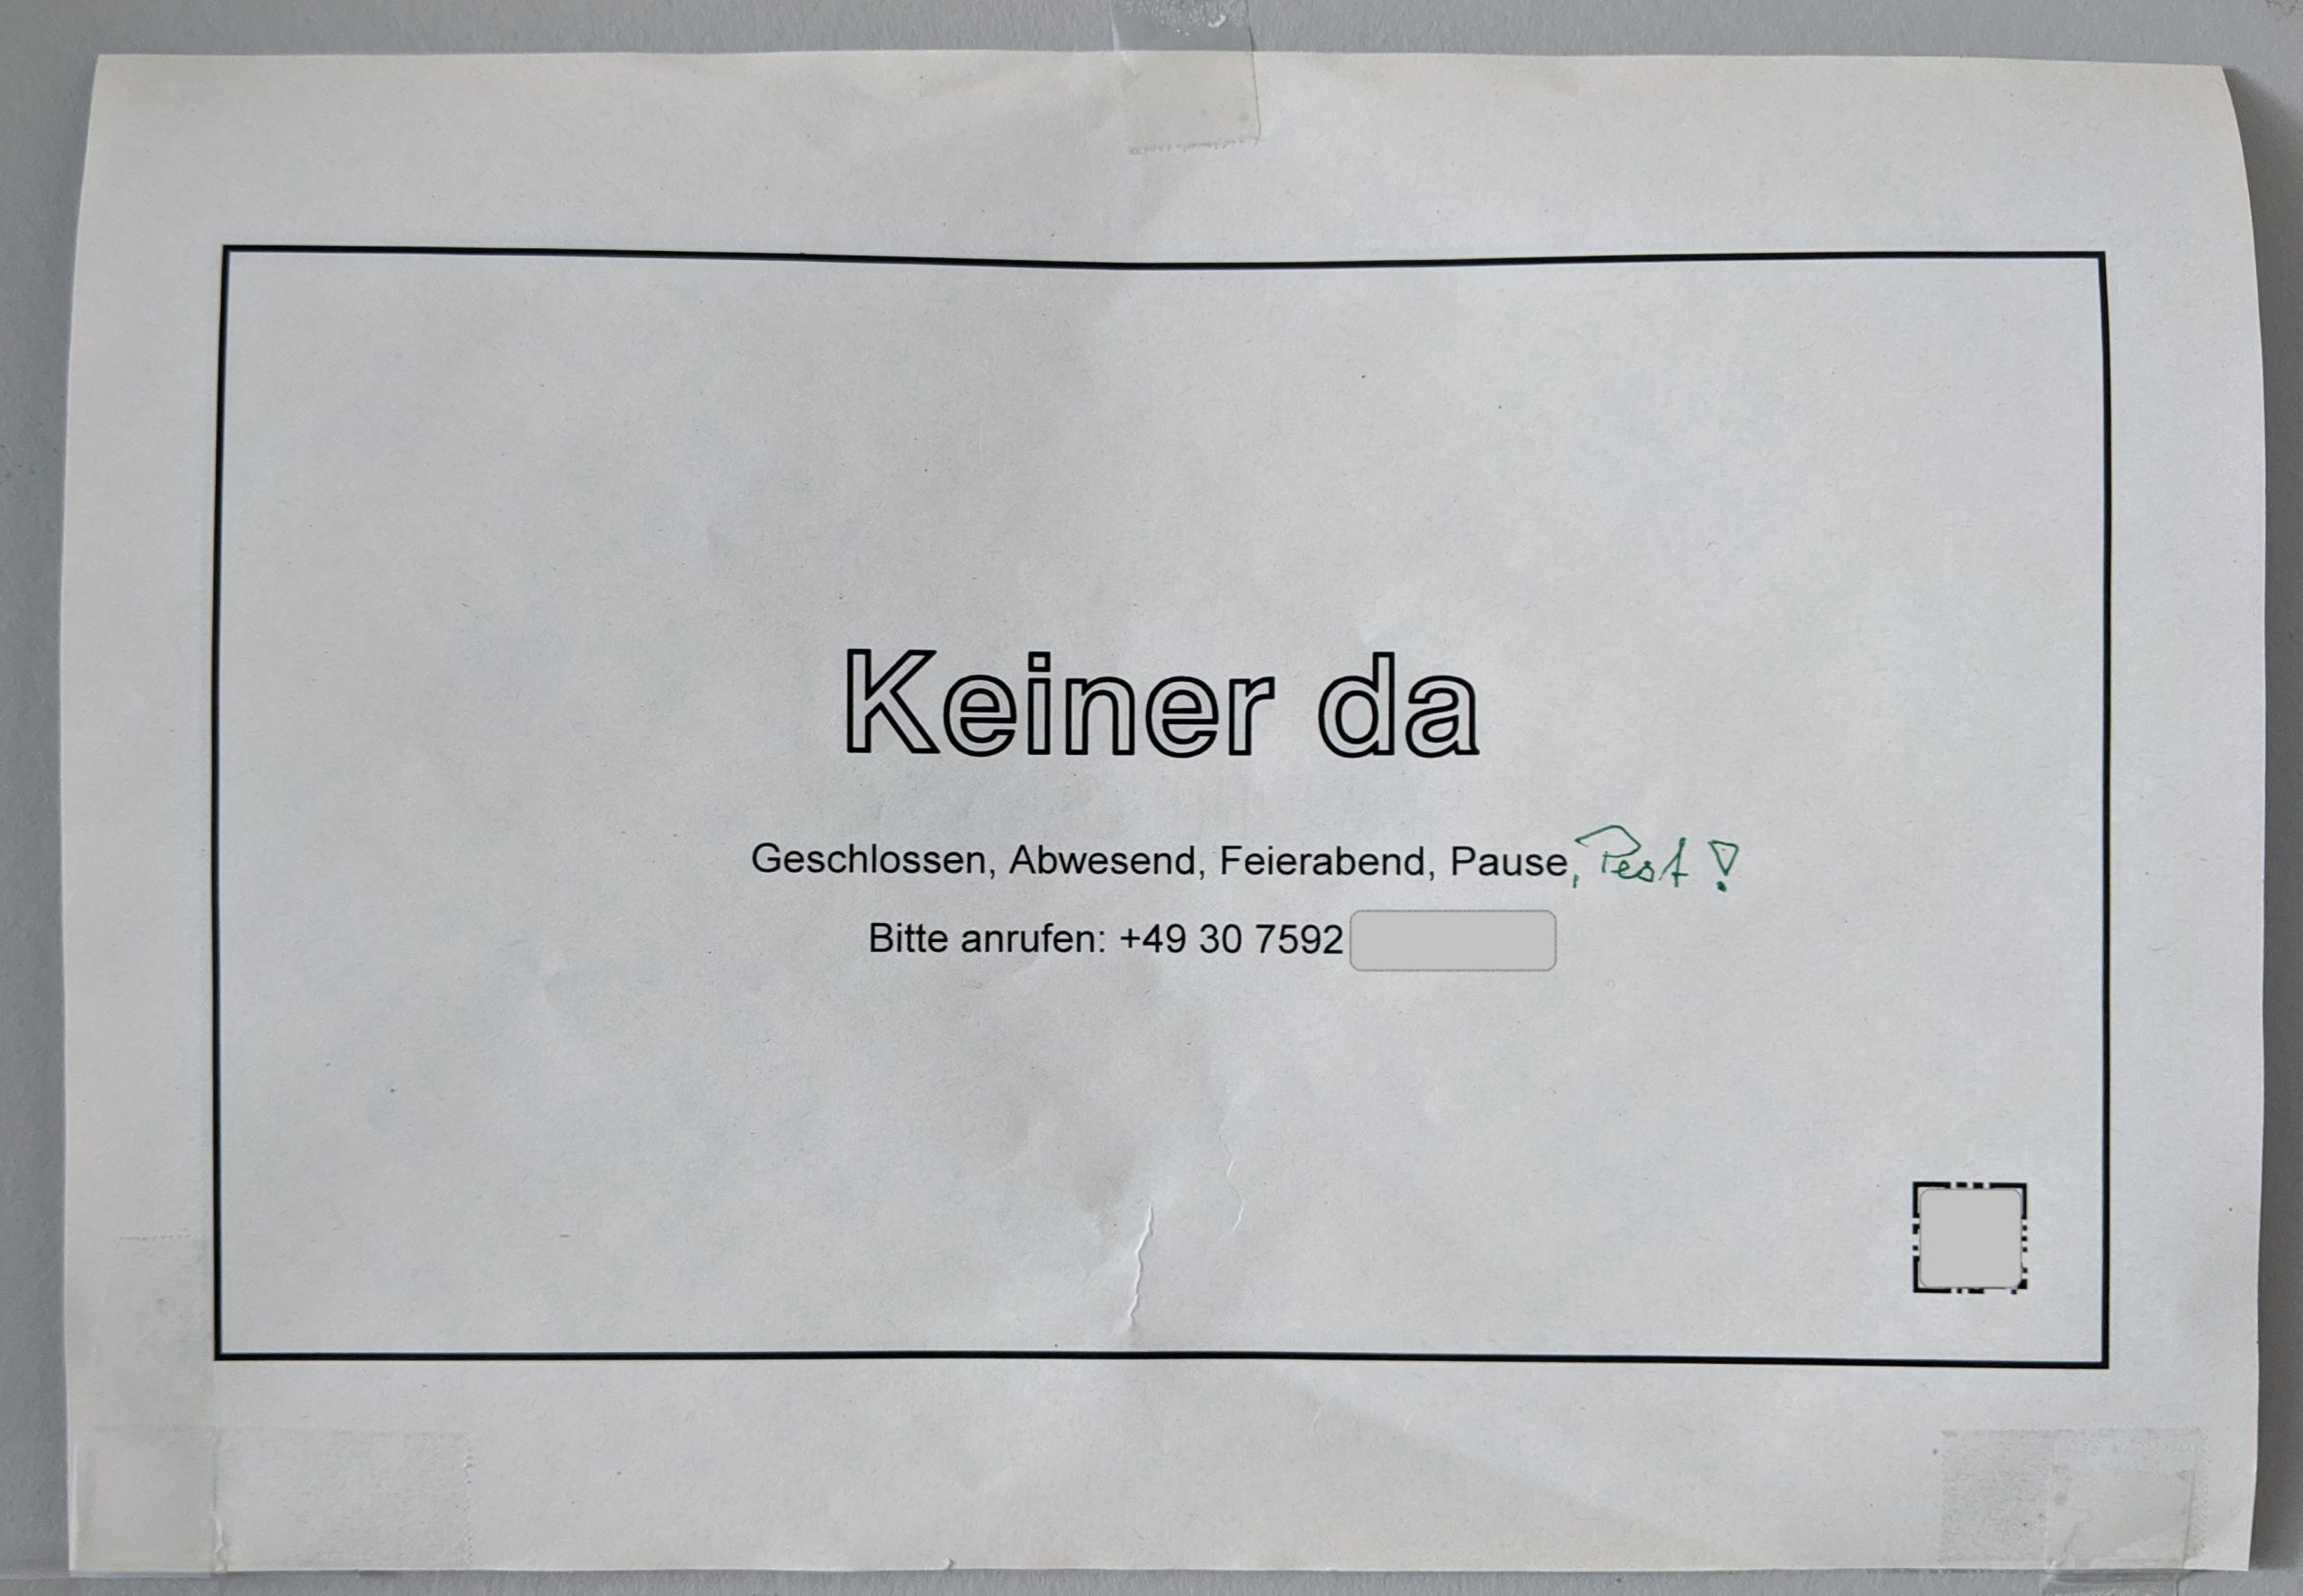 Keiner da
Geschlossen, Abwesend, Feierabend, Pause, Pest!
Bitte anrufen: +49 30 7592